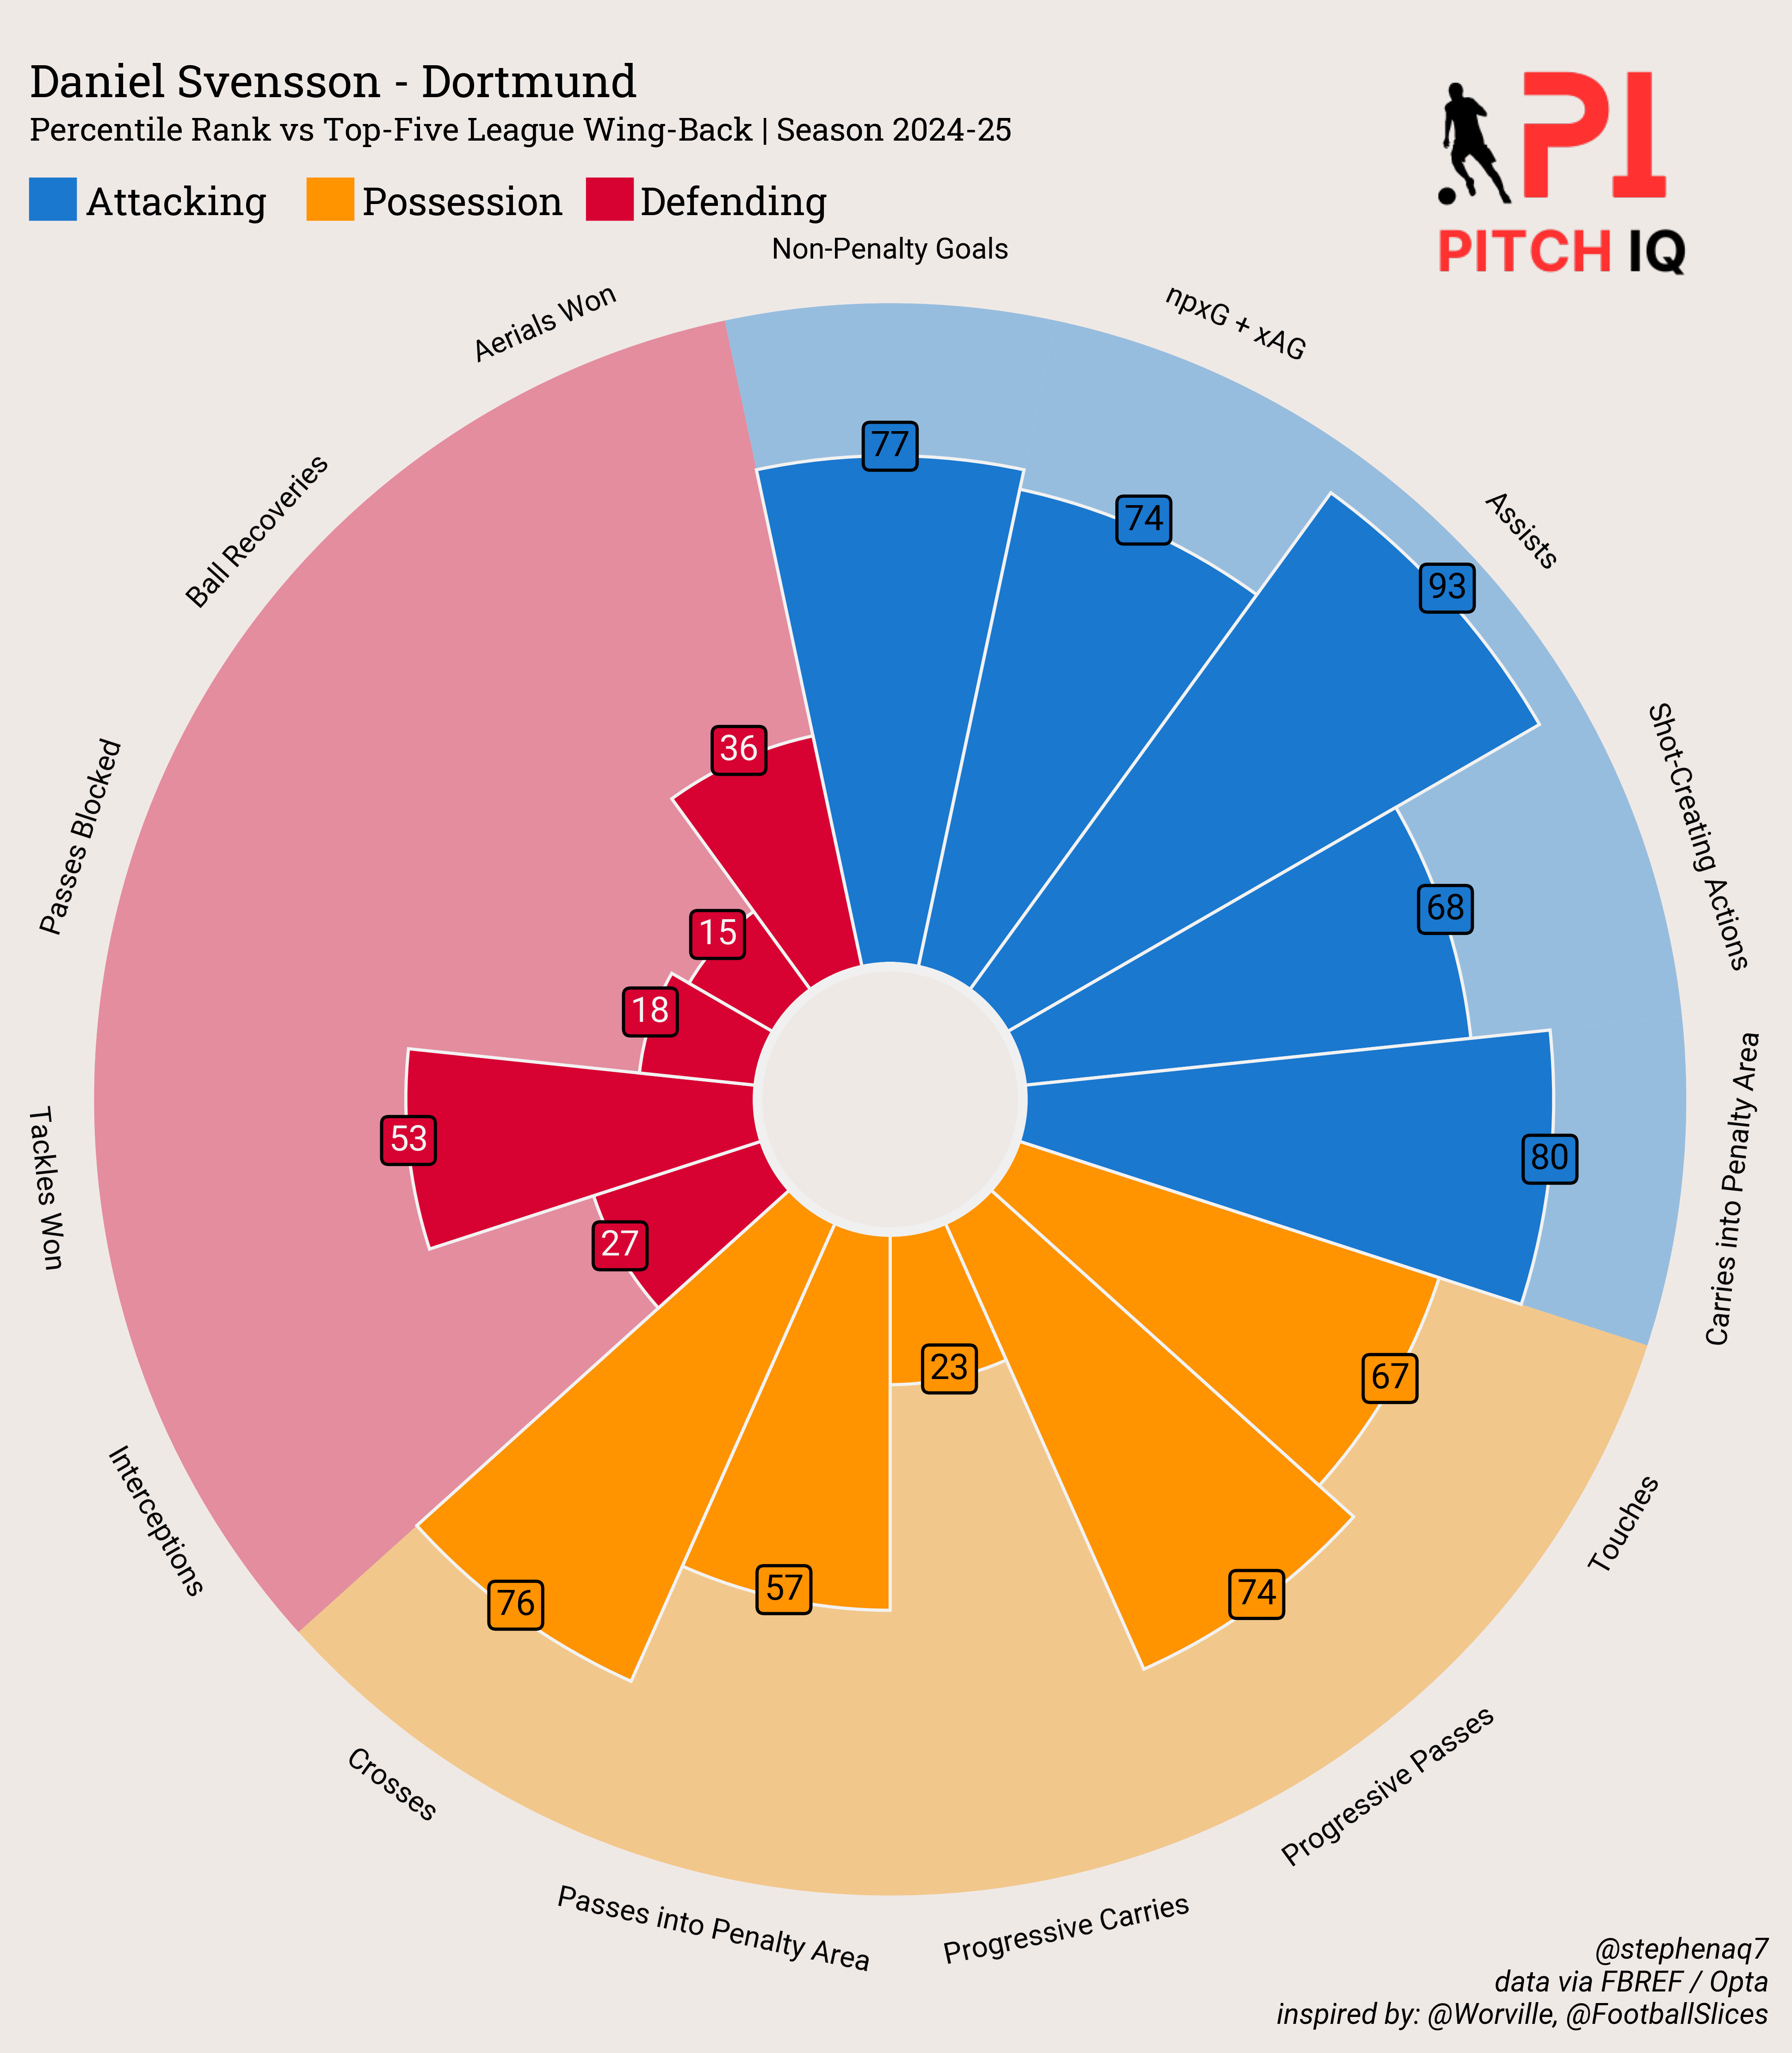 Daniel Svensson - Dortmund
Percentile Rank vs Top-Five League Wing-Back | Season 2024-25
Attacking
Possession
Defending
PI
PITCH IQ
Non-Penalty Goals
77
npxG + xAG
74
Assists
93
Shot-Creating Actions
68
Carries into Penalty Area
80
Touches
67
Progressive Passes
74
Progressive Carries
23
Passes into Penalty Area
57
Crosses
76
Interceptions
27
Tackles Won
53
Passes Blocked
18
Ball Recoveries
15
Aerials Won
36
@stephenaq7
data via FBREF / Opta
inspired by: @Worville, @FootballSlices